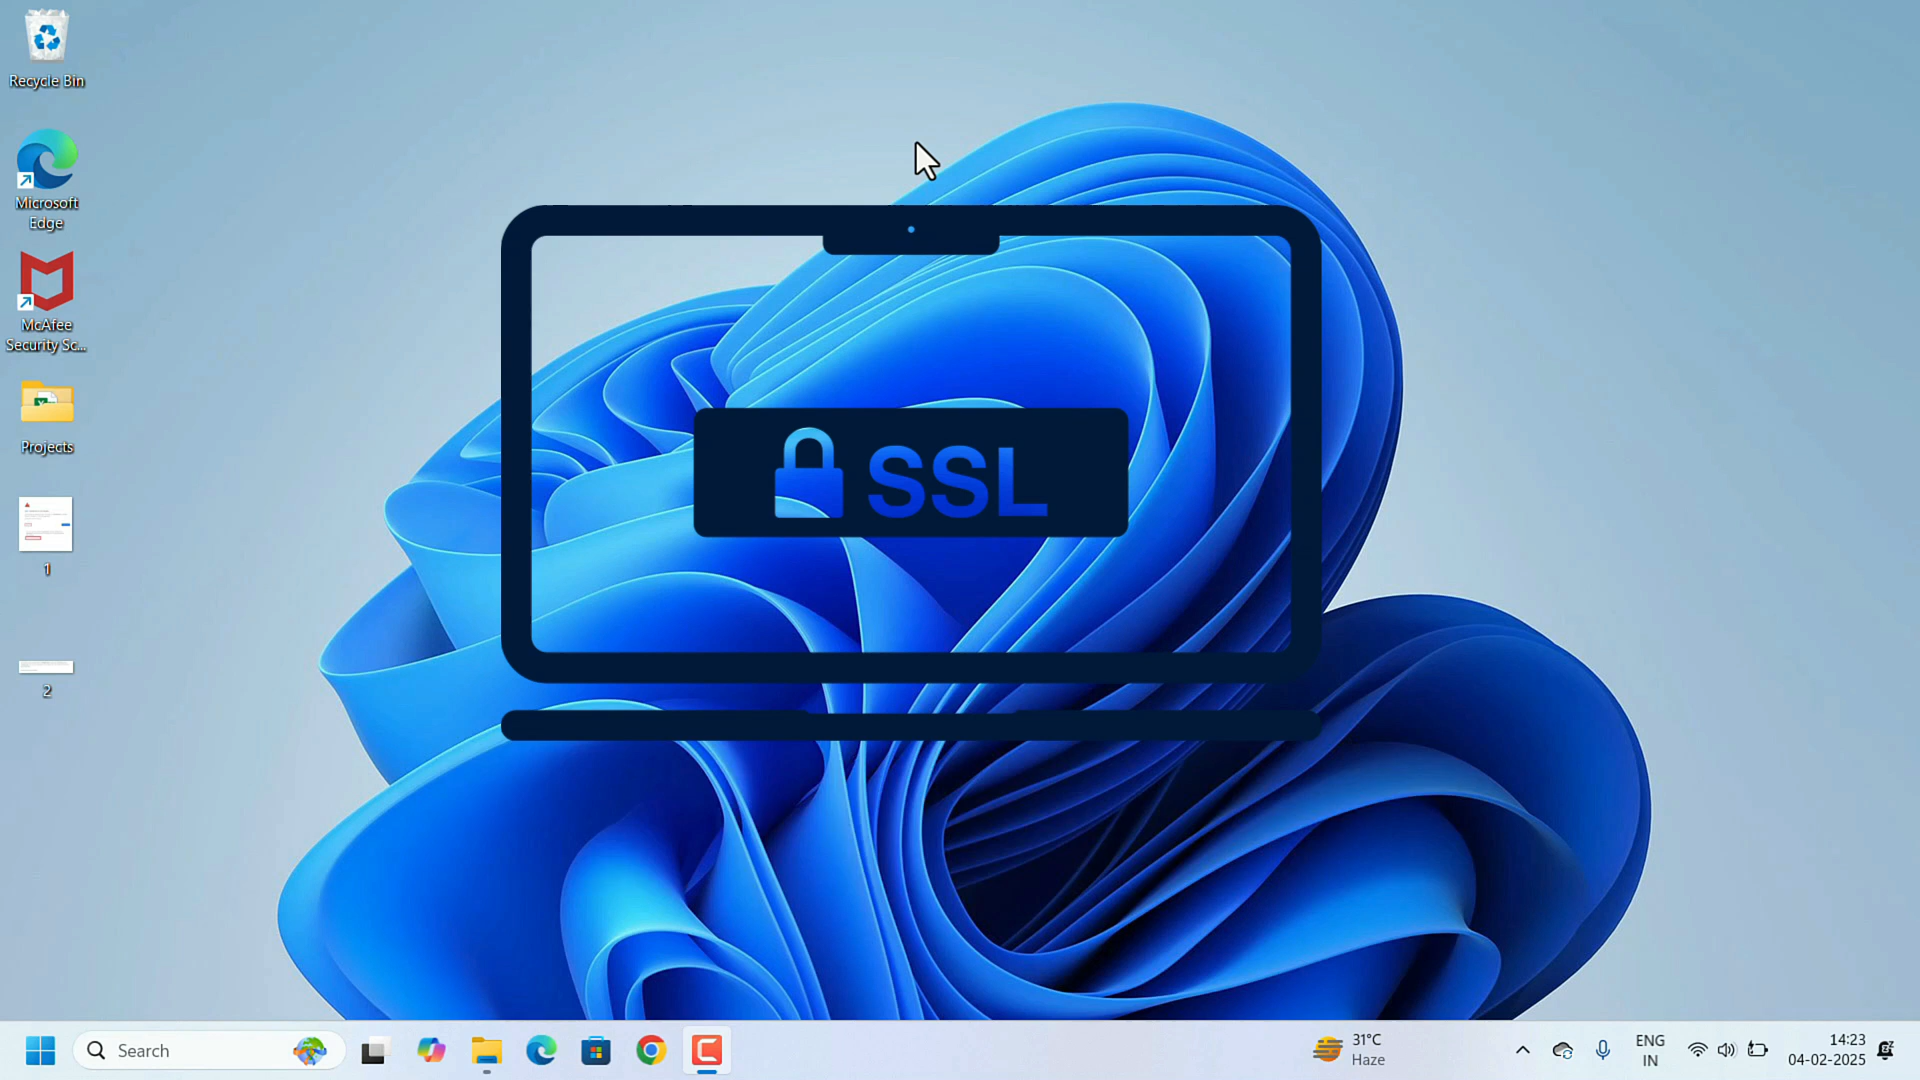 Recycle Bin
Microsoft
Edge
McAfee
Security Sc...
Projects
1
2
SSL
Search
31°C
Haze
ENG
IN
14:23
04-02-2025